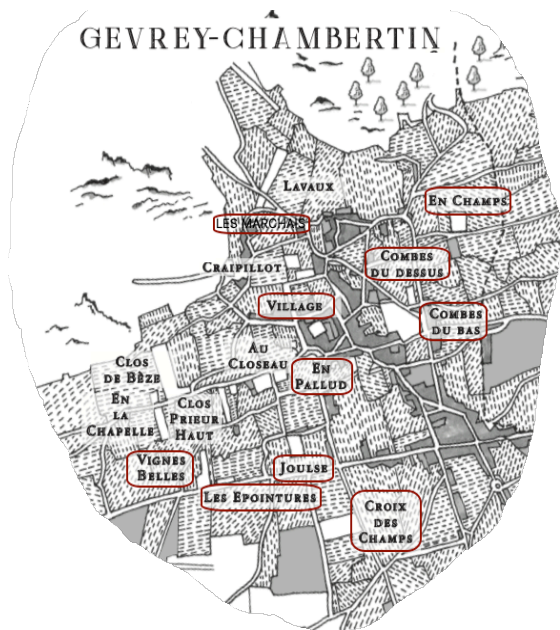 GEVREY-CHAMBERTIN
LAVAUX
EN CHAMPS
LES MARCHAIS
CRAIPILLOT
COMBES
DU DESSUS
VILLAGE
COMBES
DU BAS
AU
CLOSEAU
EN
PALLUD
CLOS
DE BÈZE
EN
LA
CHAPELLE
CLOS
PRIEUR
HAUT
VIGNES
BELLES
JOULSE
LES EPOINTURES
CROIX
DES
CHAMPS